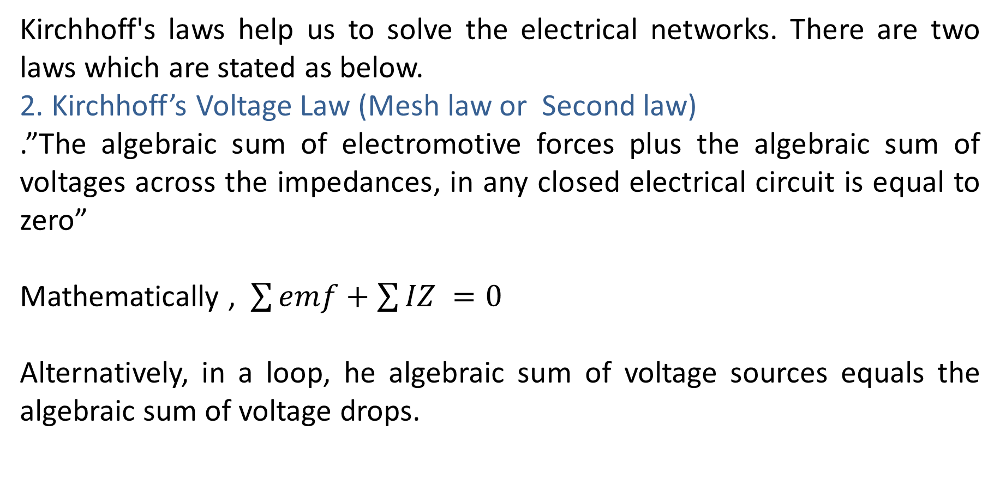 Kirchhoff's laws help us to solve the electrical networks. There are two
laws which are stated as below.
2. Kirchhoff’s Voltage Law (Mesh law or  Second law)
.”The algebraic sum of electromotive forces plus the algebraic sum of
voltages across the impedances, in any closed electrical circuit is equal to
zero”
Mathematically , ∑ emf + ∑ IZ = 0
Alternatively, in a loop, he algebraic sum of voltage sources equals the
algebraic sum of voltage drops.